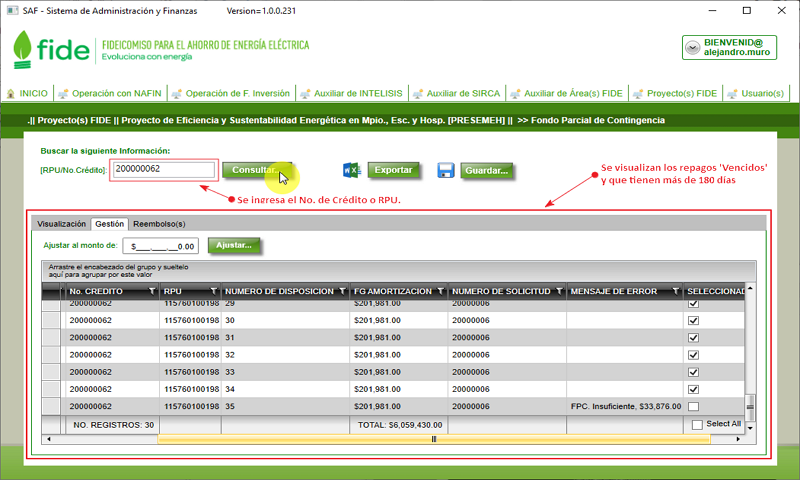 SAF - Sistema de Administración y Finanzas Version=1.0.0.231
fide
FIDEICOMISO PARA EL AHORRO DE ENERGÍA ELÉCTRICA
Evoluciona con energía
BIENVENID@
alejandro.muro
INICIO Operación con NAFIN Operación de F. Inversión Auxiliar de INTELISIS Auxiliar de SIRCA Auxiliar de Área(s) FIDE Proyecto(s) FIDE Usuario(s)
.|| Proyecto(s) FIDE || Proyecto de Eficiencia y Sustentabilidad Energética en Mpio., Esc. y Hosp. [PRESEMEH] || >> Fondo Parcial de Contingencia
Buscar la siguiente Información:
[RPU/No.Crédito]: 200000062 Consultar... Exportar Guardar...
Se visualizan los repagos 'Vencidos'
y que tienen más de 180 días
Se ingresa el No. de Crédito o RPU.
Visualización Gestión Reembolso(s)
Ajustar al monto de: $___,___,__0.00 Ajustar...
Arrastre el encabezado del grupo y sueltelo
aquí para agrupar por este valor
No. CREDITO RPU NUMERO DE DISPOSICION FG AMORTIZACION NUMERO DE SOLICITUD MENSAJE DE ERROR SELECCIONAD
200000062 115760100198 29 $201,981.00 20000006
200000062 115760100198 30 $201,981.00 20000006
200000062 115760100198 31 $201,981.00 20000006
200000062 115760100198 32 $201,981.00 20000006
200000062 115760100198 33 $201,981.00 20000006
200000062 115760100198 34 $201,981.00 20000006
200000062 115760100198 35 $201,981.00 20000006 FPC. Insuficiente, $33,876.00
NO. REGISTROS: 30 TOTAL: $6,059,430.00 Select All